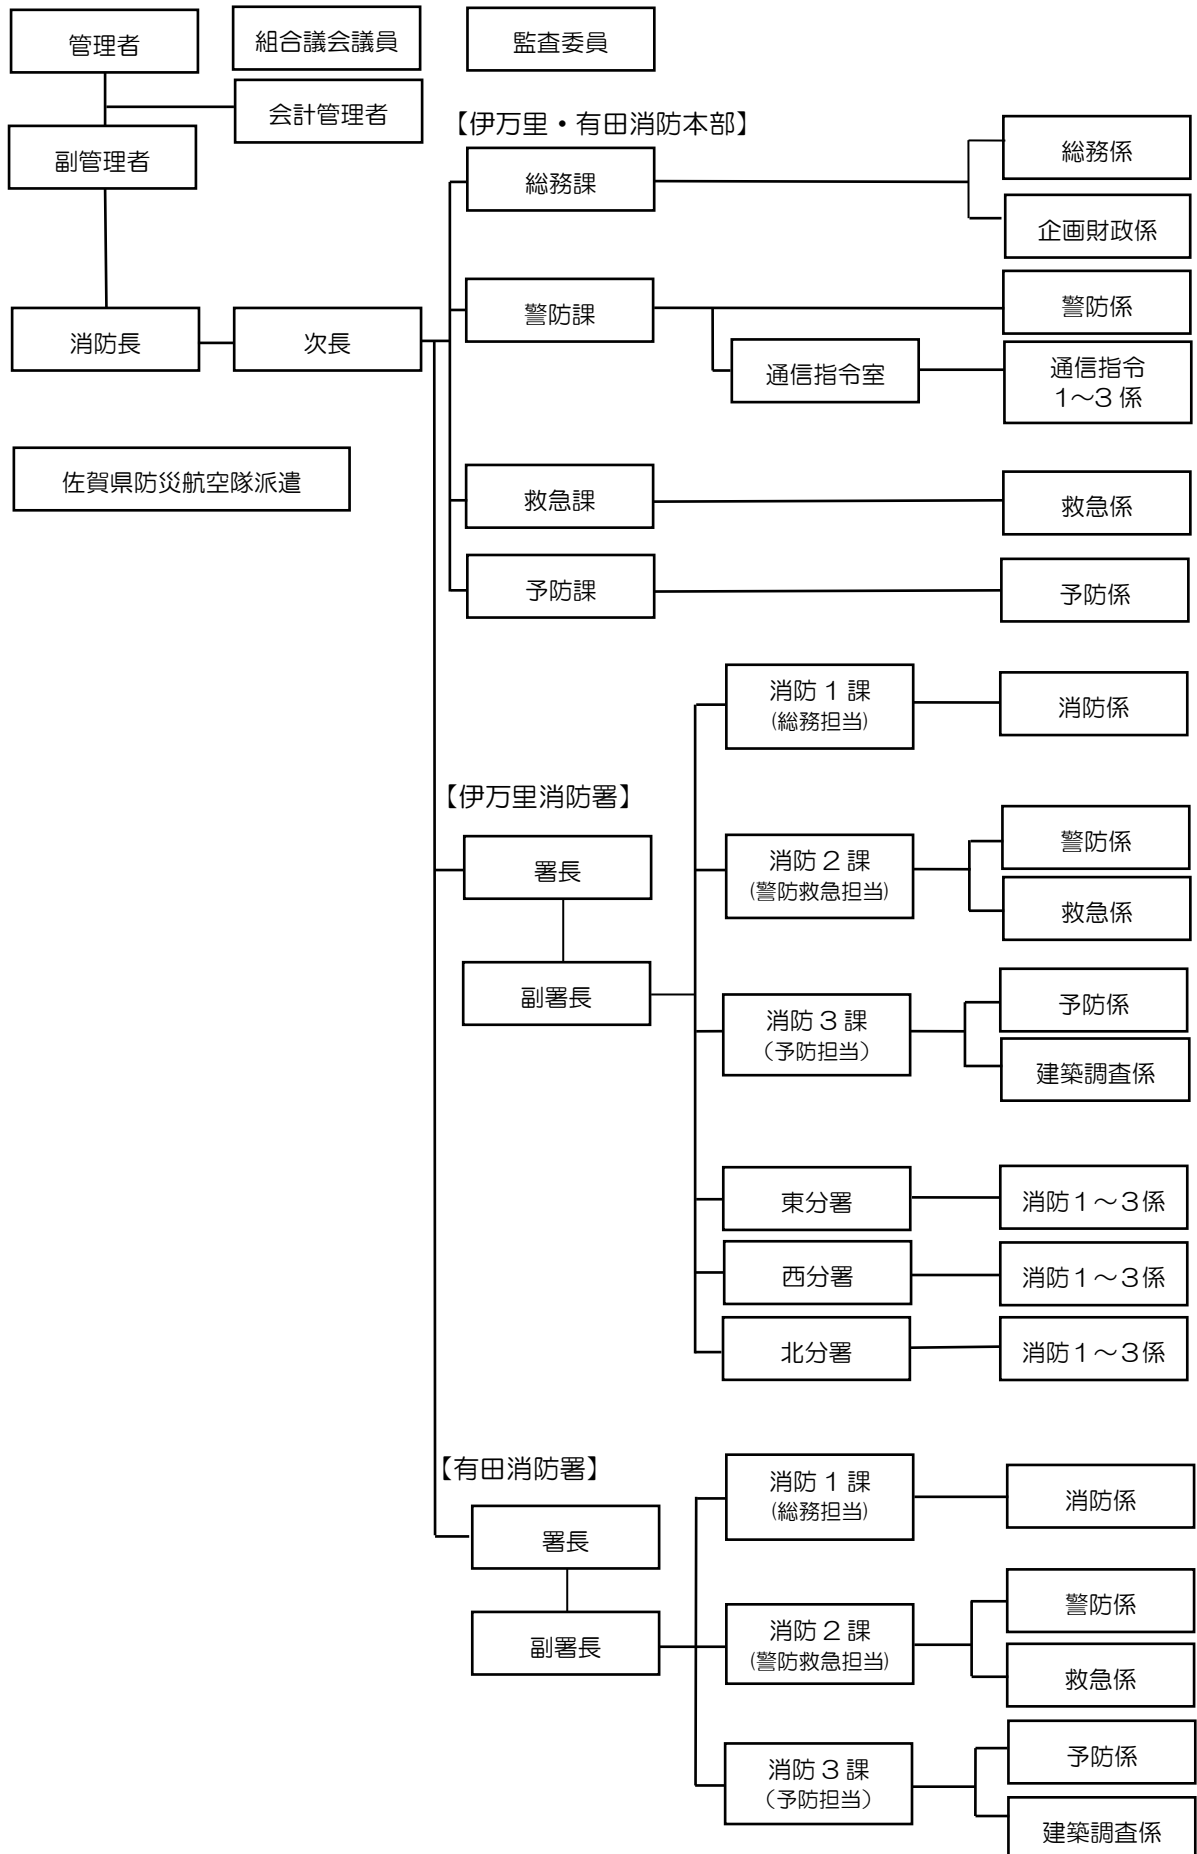 管理者
組合議会議員
監査委員
会計管理者
副管理者
【伊万里・有田消防本部】
総務課
総務係
企画財政係
消防長
次長
警防課
警防係
通信指令室
通信指令
1～3 係
佐賀県防災航空隊派遣
救急課
救急係
予防課
予防係
【伊万里消防署】
署長
副署長
消防 1 課
(総務担当)
消防係
消防 2 課
(警防救急担当)
警防係
救急係
消防 3 課
（予防担当）
予防係
建築調査係
東分署
消防１～３係
西分署
消防１～３係
北分署
消防１～３係
【有田消防署】
署長
副署長
消防 1 課
(総務担当)
消防係
消防 2 課
(警防救急担当)
警防係
救急係
消防 3 課
（予防担当）
予防係
建築調査係